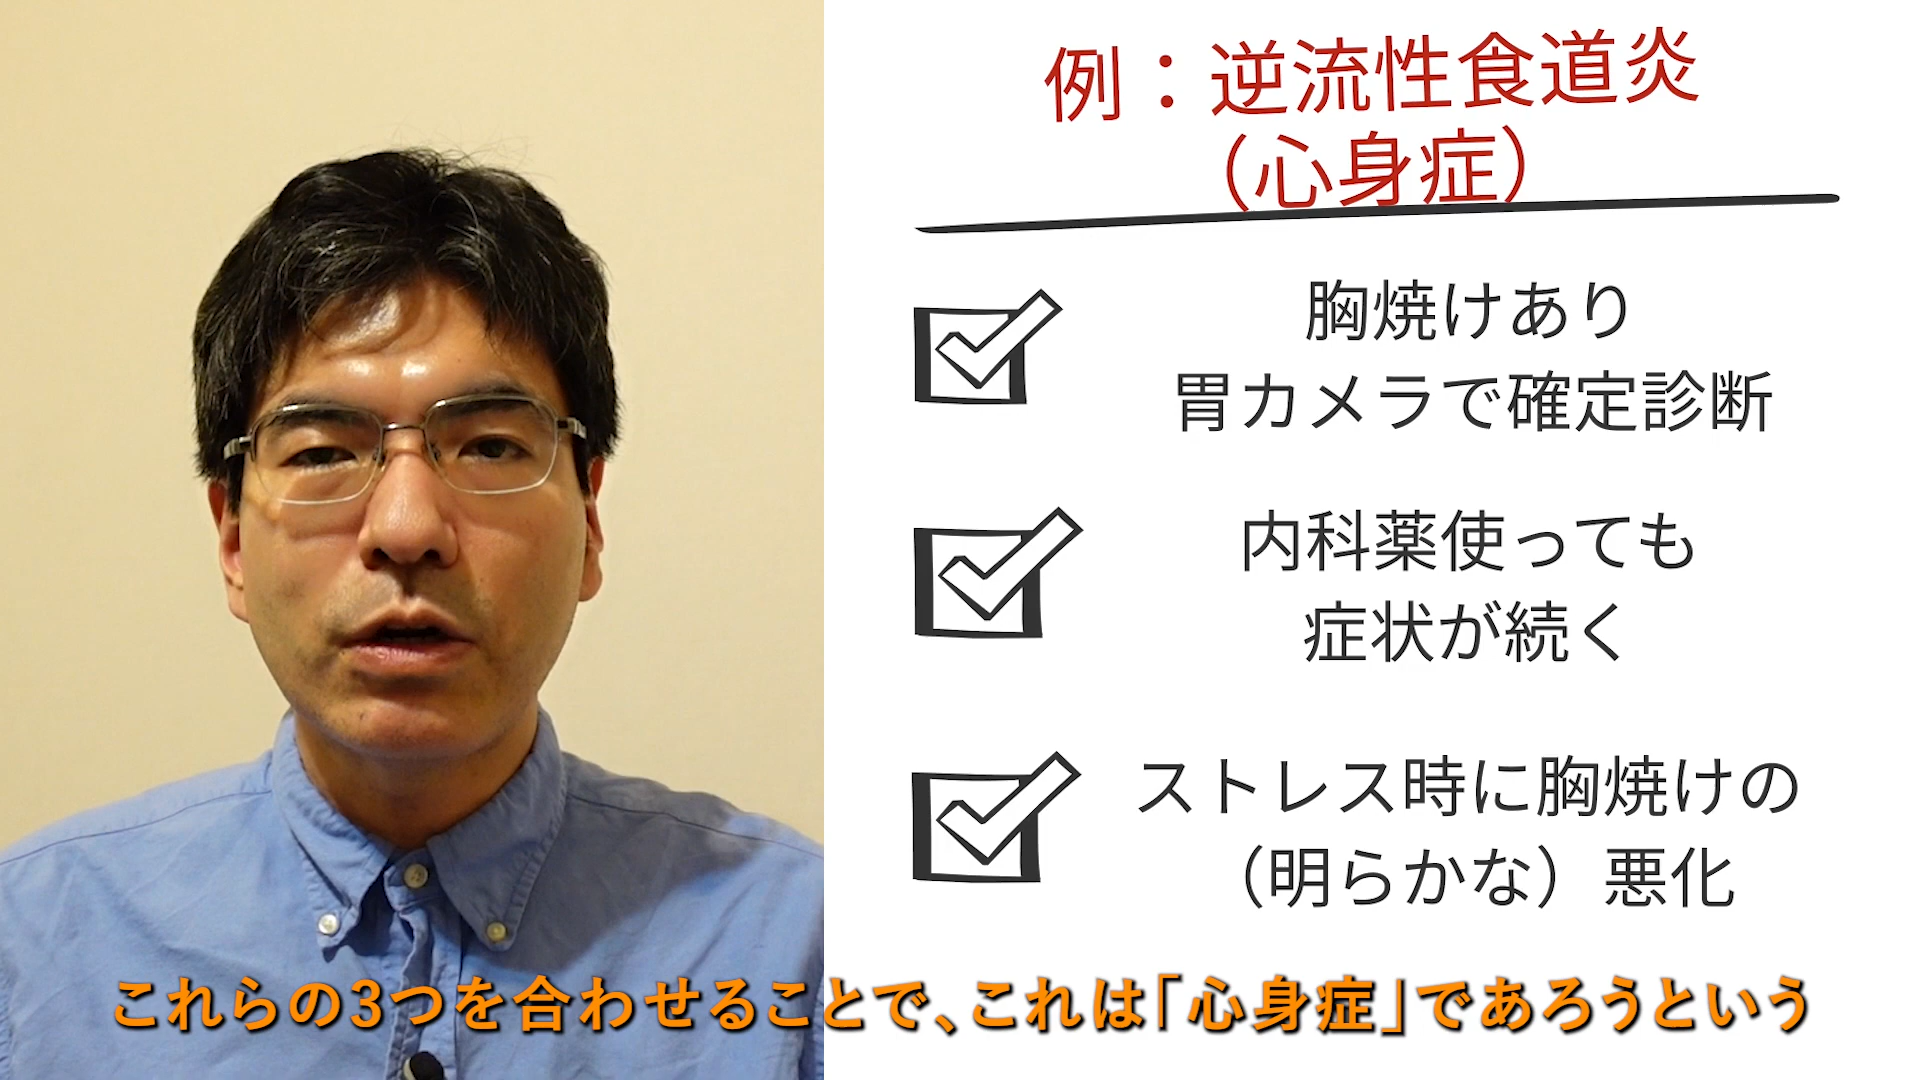 例：逆流性食道炎
（心身症）
胸焼けあり
胃カメラで確定診断
内科薬使っても
症状が続く
ストレス時に胸焼けの
（明らかな）悪化
これらの3つを合わせることで、これは「心身症」であろうという